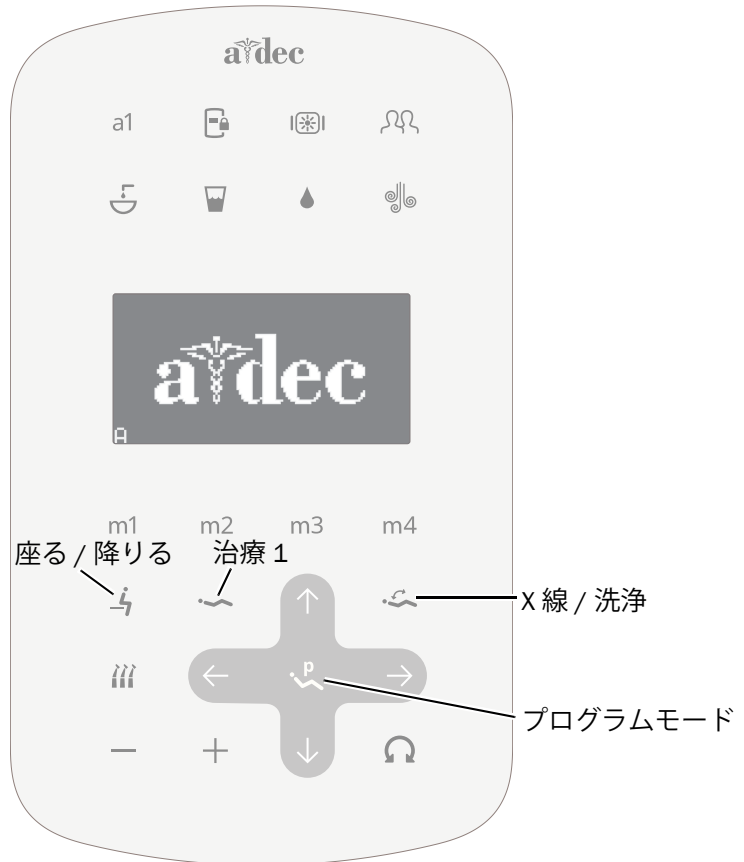 a dec
a1
a dec
A
m1 m2 m3 m4
座る / 降りる 治療 1
X 線 / 洗浄
p
プログラムモード